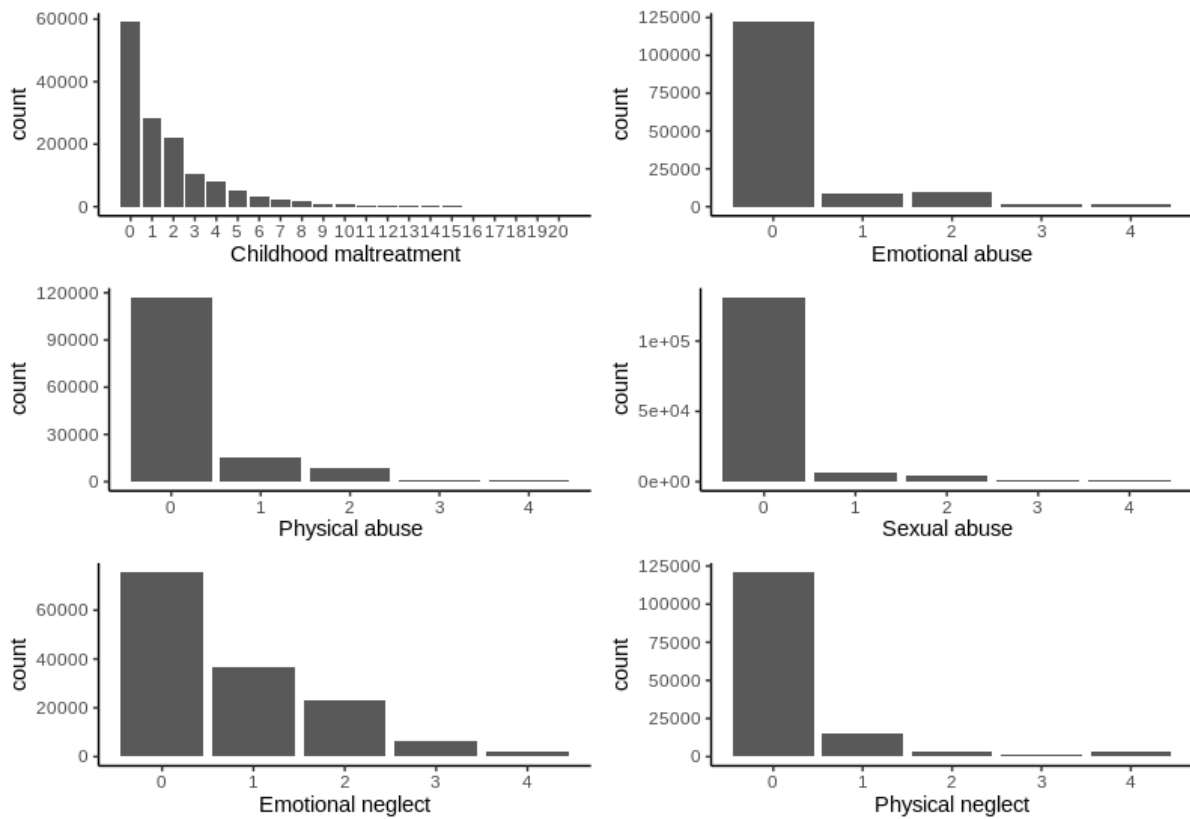 60000
40000
20000
0
count
0 1 2 3 4 5 6 7 8 9 10 11 12 13 14 15 16 17 18 19 20
Childhood maltreatment
125000
100000
75000
50000
25000
0
count
0 1 2 3 4
Emotional abuse
120000
90000
60000
30000
0
count
0 1 2 3 4
Physical abuse
1e+05
5e+04
0e+00
count
0 1 2 3 4
Sexual abuse
60000
40000
20000
0
count
0 1 2 3 4
Emotional neglect
125000
100000
75000
50000
25000
0
count
0 1 2 3 4
Physical neglect